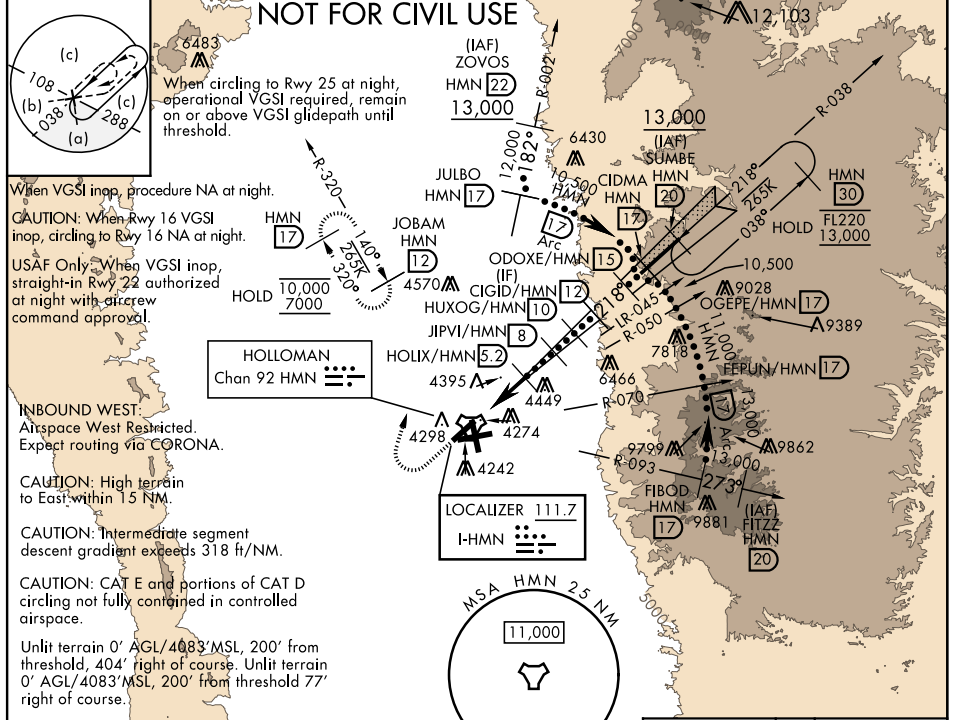 NOT FOR CIVIL USE
12,103
8000
7000
(c)
108
(b)
038
(c)
288
(a)
6483
When circling to Rwy 25 at night,
operational VGSI required, remain
on or above VGSI glidepath until
threshold.
When VGSI inop, procedure NA at night.
CAUTION: When Rwy 16 VGSI
inop, circling to Rwy 16 NA at night.
USAF Only: When VGSI inop,
straight-in Rwy 22 authorized
at night with aircrew
command approval.
(IAF)
ZOVOS
HMN 22
13,000
R-002
12,000
182°
6430
10,500
HMN
17
Arc
JULBO
HMN 17
13,000
(IAF)
SUMBE
HMN
20
CIDMA
HMN
17
R-038
218°
265K
038°
HMN
30
HOLD
FL220
13,000
R-320
HMN
17
140°
265K
320°
HOLD
10,000
7000
JOBAM
HMN
12
4570
ODOXE/HMN 15
(IF)
CIGID/HMN 12
HUXOG/HMN 10
JIPVI/HMN 8
HOLIX/HMN 5.2
218°
LR-045
R-050
10,500
9028
OGEPE/HMN 17
9389
11,000
HMN
7818
FEPUN/HMN 17
6466
R-070
17
Arc
13,000
HOLLOMAN
Chan 92 HMN
4395
4449
4298
4274
4242
9799
9862
13,000
R-093
273°
FIBOD
HMN
17
9881
(IAF)
FITZZ
HMN
20
INBOUND WEST:
Airspace West Restricted.
Expect routing via CORONA.
CAUTION: High terrain
to East within 15 NM.
CAUTION: Intermediate segment
descent gradient exceeds 318 ft/NM.
CAUTION: CAT E and portions of CAT D
circling not fully contained in controlled
airspace.
Unlit terrain 0' AGL/4083'MSL, 200' from
threshold, 404' right of course. Unlit terrain
0' AGL/4083'MSL, 200' from threshold 77'
right of course.
LOCALIZER 111.7
I-HMN
MSA HMN 25 NM
11,000
5000